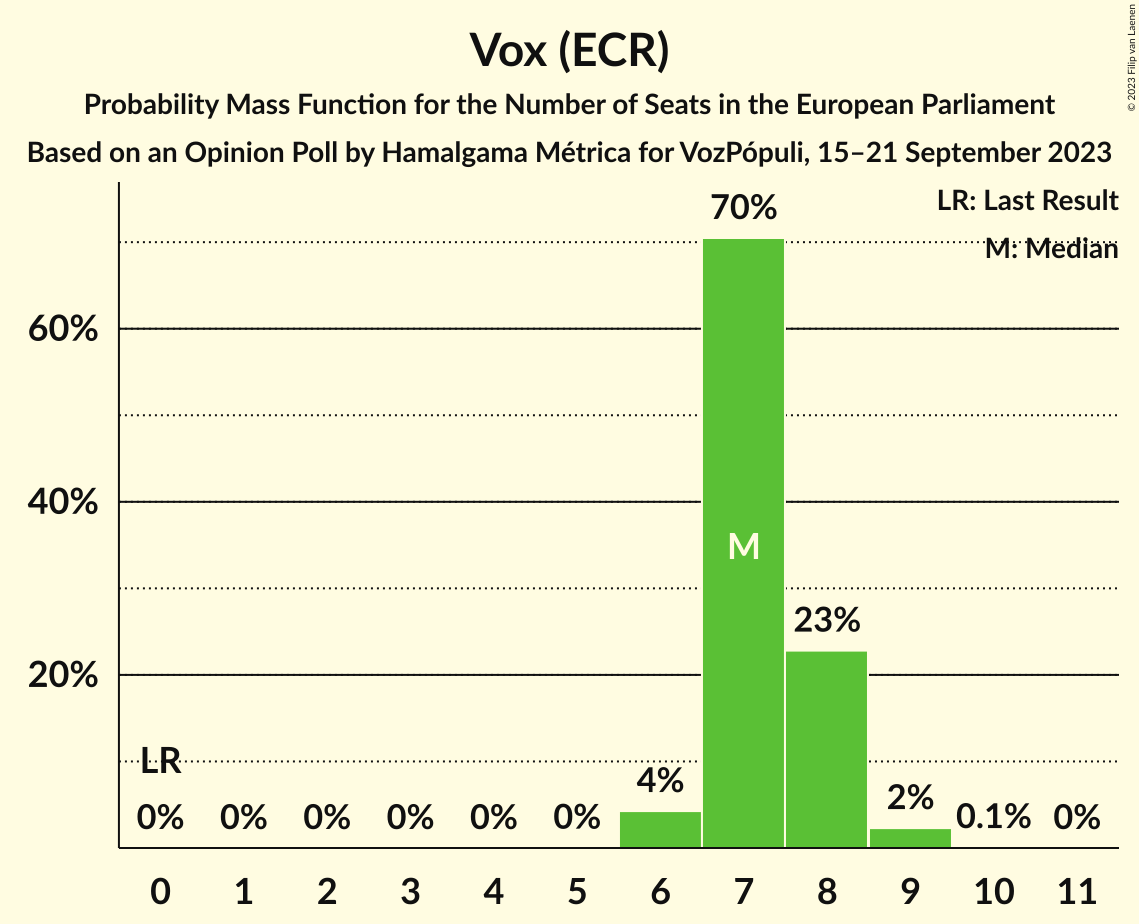 Vox (ECR)
Probability Mass Function for the Number of Seats in the European Parliament
Based on an Opinion Poll by Hamalgama Métrica for VozPópuli, 15–21 September 2023
© 2023 Filip van Laenen
LR: Last Result
M: Median
70%
60%
40%
M
23%
20%
LR
4%
2%
0% 0% 0% 0% 0% 0% 0.1% 0%
0 1 2 3 4 5 6 7 8 9 10 11